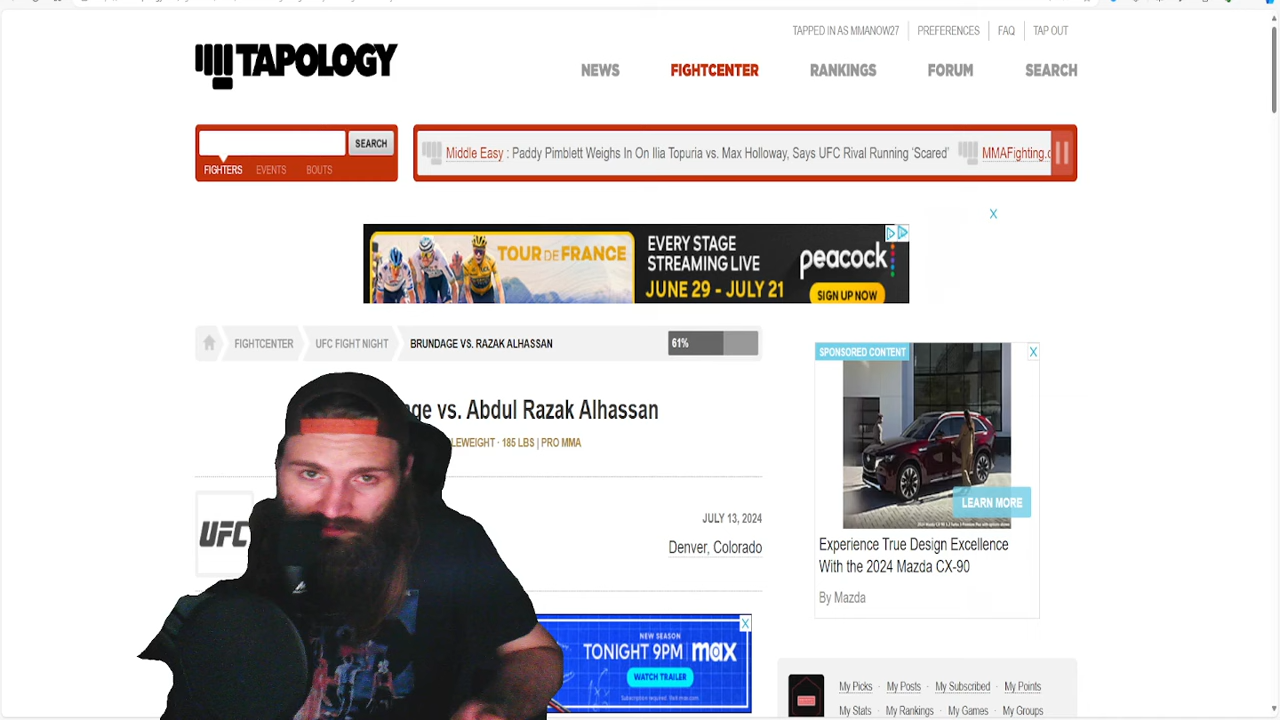 TAPPED IN AS MMANOW27 PREFERENCES FAQ TAP OUT
TAPOLOGY
NEWS FIGHTCENTER RANKINGS FORUM SEARCH
SEARCH
FIGHTERS EVENTS BOUTS
Middle Easy : Paddy Pimblett Weighs In On Ilia Topuria vs. Max Holloway, Says UFC Rival Running ‘Scared’ MMAFighting.c
X
TOUR DE FRANCE
EVERY STAGE
STREAMING LIVE
JUNE 29 - JULY 21
peacock
SIGN UP NOW
FIGHTCENTER UFC FIGHT NIGHT BRUNDAGE VS. RAZAK ALHASSAN 61%
ge vs. Abdul Razak Alhassan
LEWEIGHT · 185 LBS | PRO MMA
UFC
JULY 13, 2024
Denver, Colorado
NEW SEASON
TONIGHT 9PM max
WATCH TRAILER
X
SPONSORED CONTENT
X
LEARN MORE
Experience True Design Excellence
With the 2024 Mazda CX-90
By Mazda
My Picks · My Posts · My Subscribed · My Points
My Stats · My Rankings · My Games · My Groups